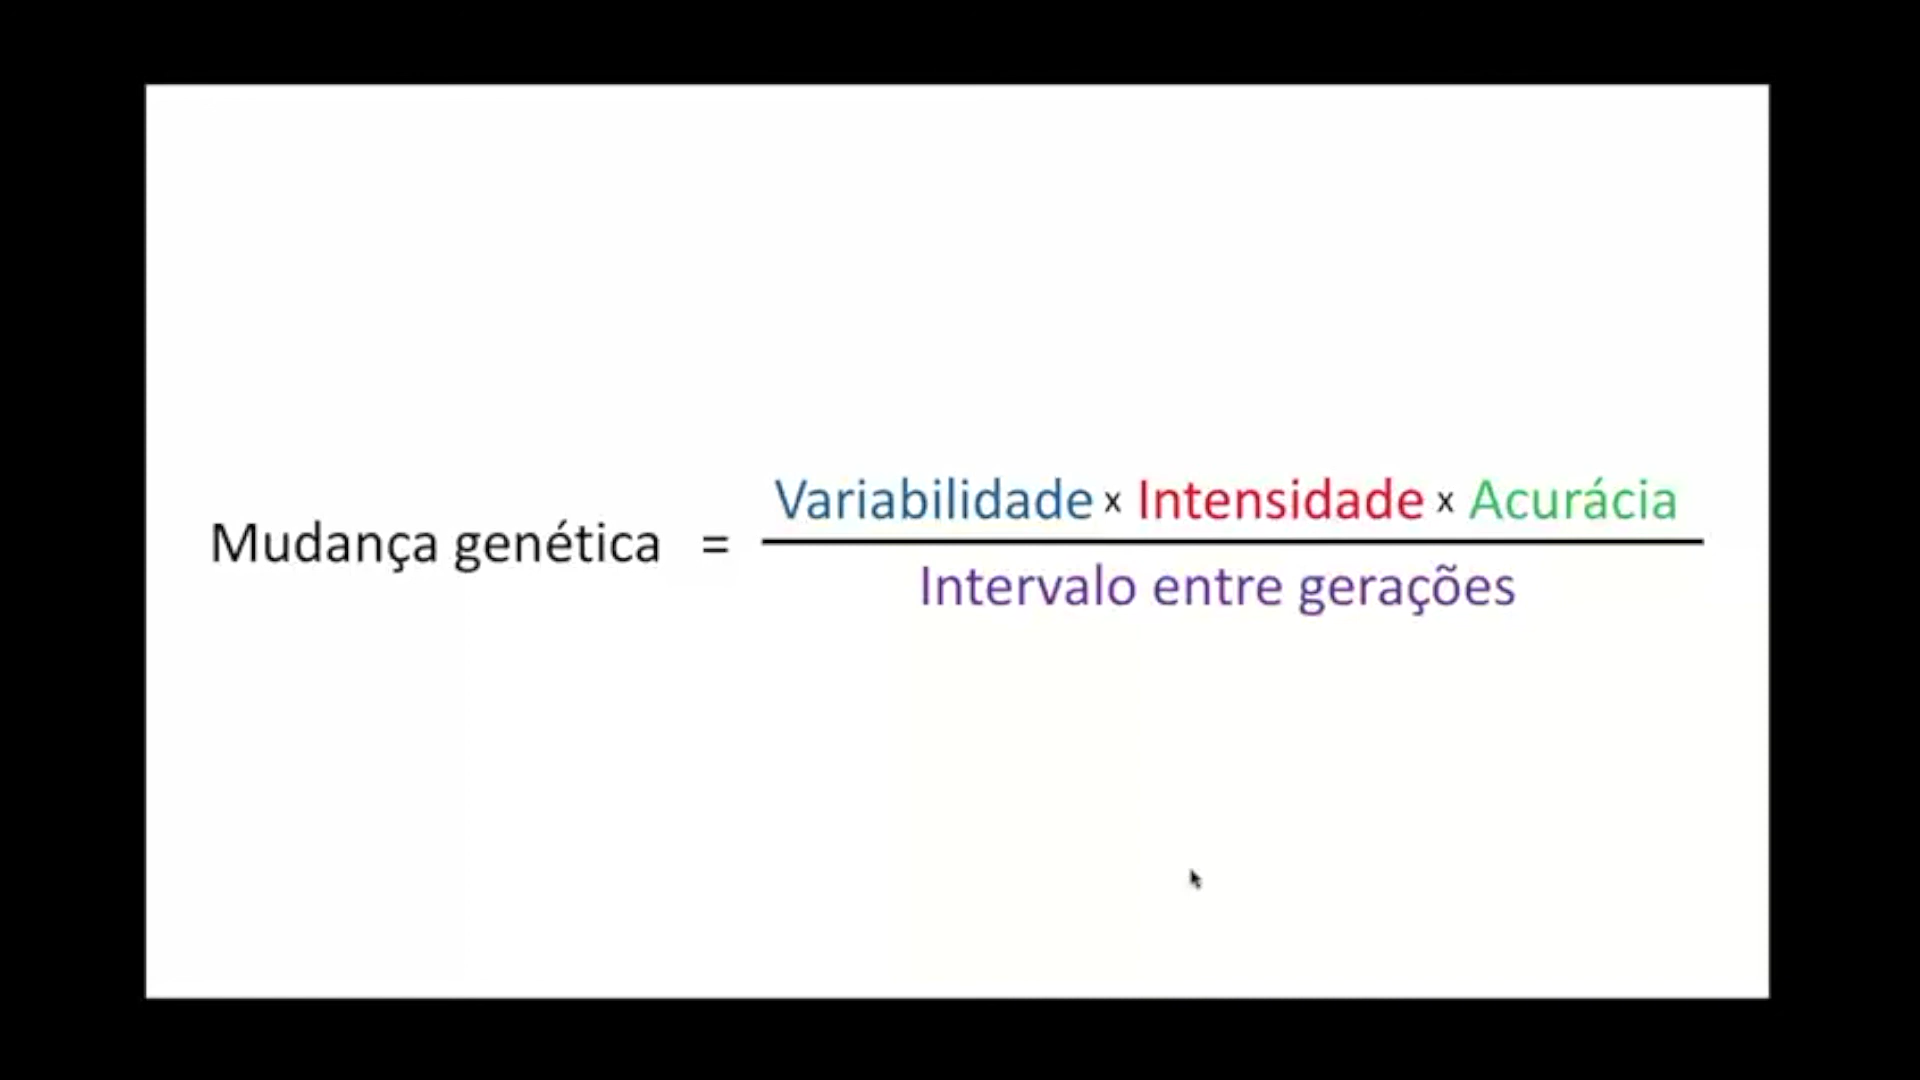 Mudança genética = Variabilidade x Intensidade x Acurácia
Intervalo entre gerações